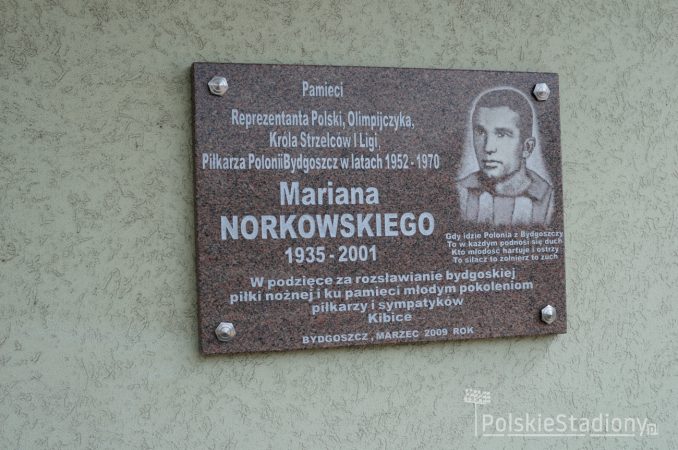 Pamieci
Reprezentanta Polski, Olimpijczyka,
Króla Strzelców I Ligi
Piłkarza PoloniiBydgoszcz w latach 1952 - 1970
Mariana
NORKOWSKIEGO
1935 - 2001
Gdy idzie Polonia z Bydgoszczy
To w każdym podnosi się duch
Kto młodość hartuje i ostrzy
To siłacz to żołnierz to zuch
W podzięce za rozsławianie bydgoskiej
piłki nożnej i ku pamieci młodym pokoleniom
piłkarzy i sympatyków
Kibice
BYDGOSZCZ, MARZEC 2009 ROK
PolskieStadiony.pl